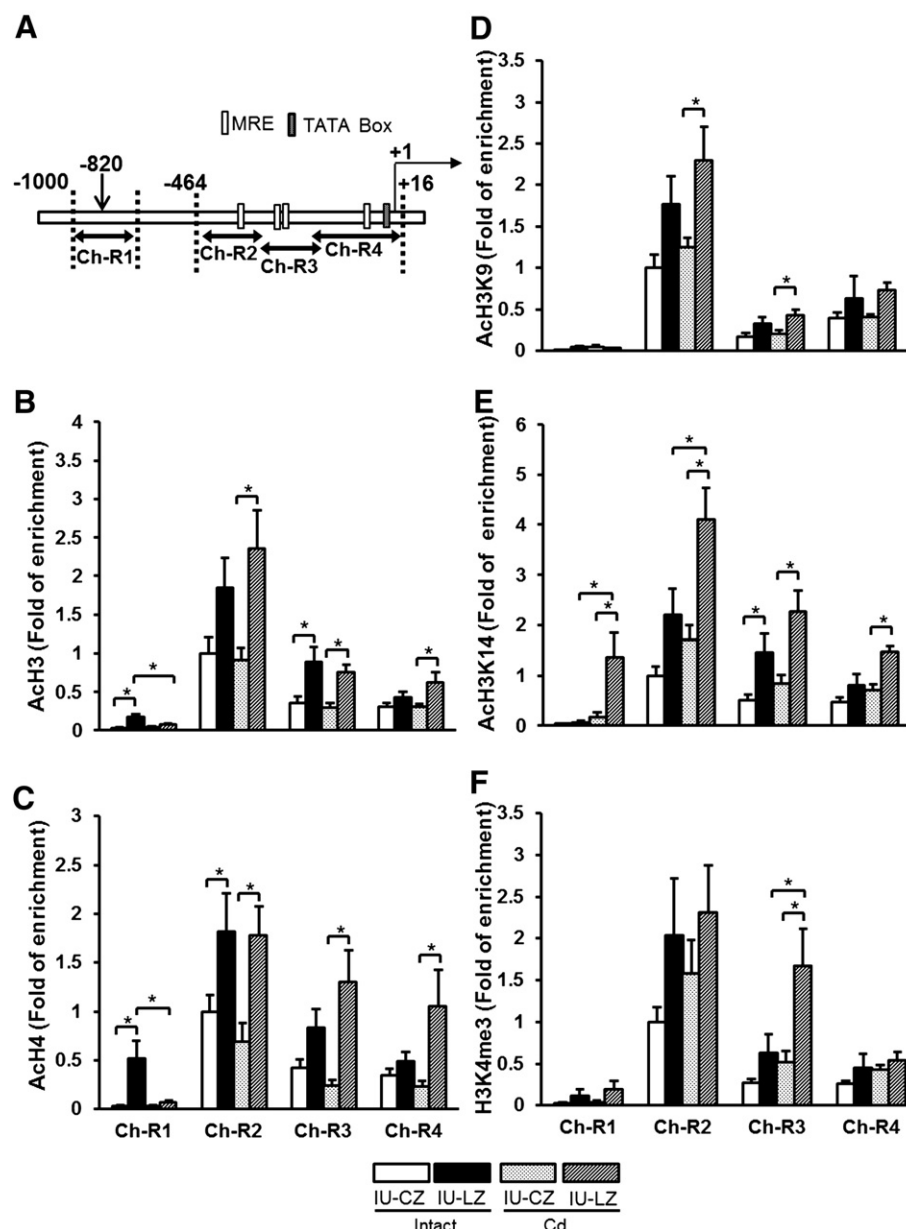 A
MRE TATA Box
-1000 -820 -464 +1 +16
Ch-R1 Ch-R2 Ch-R3 Ch-R4
B
AcH3 (Fold of enrichment)
4
3.5
3
2.5
2
1.5
1
0.5
0
* * * * * *
C
AcH4 (Fold of enrichment)
3
2.5
2
1.5
1
0.5
0
* * * * * *
Ch-R1 Ch-R2 Ch-R3 Ch-R4
D
AcH3K9 (Fold of enrichment)
3.5
3
2.5
2
1.5
1
0.5
0
* *
E
AcH3K14 (Fold of enrichment)
6
5
4
3
2
1
0
* * * * * * *
F
H3K4me3 (Fold of enrichment)
3.5
3
2.5
2
1.5
1
0.5
0
* *
Ch-R1 Ch-R2 Ch-R3 Ch-R4
IU-CZ IU-LZ IU-CZ IU-LZ
Intact Cd